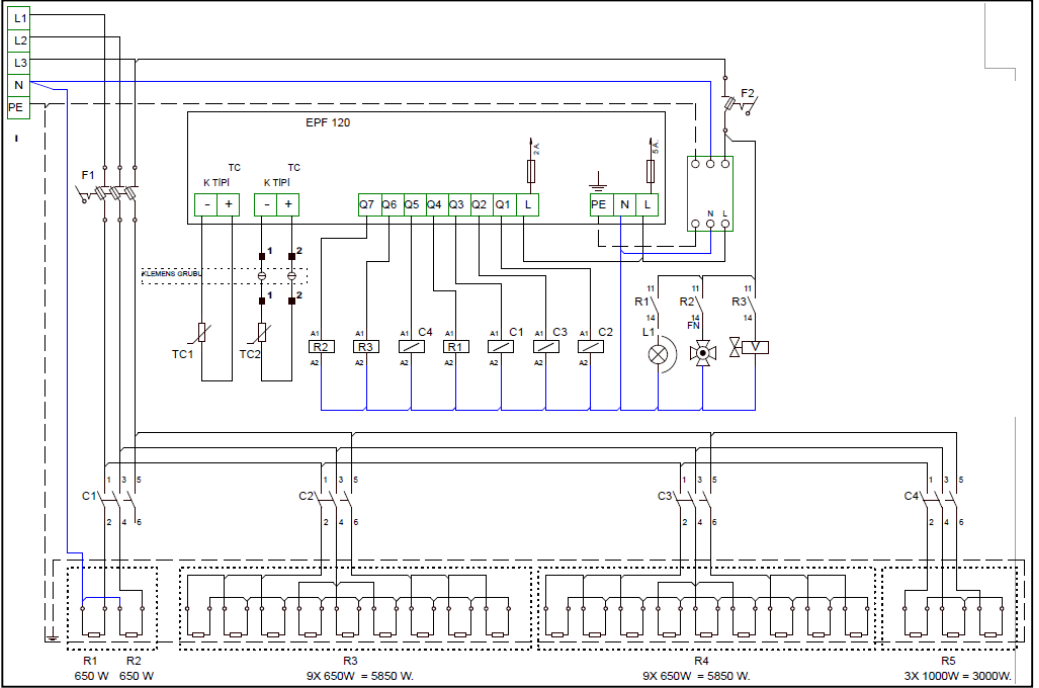 L1
L2
L3
N
PE
I
F1
F2
EPF 120
TC
TC
K TİPİ
K TİPİ
- +
- +
2 A.
5 A.
Q7 Q6 Q5 Q4 Q3 Q2 Q1 L
PE N L
N L
1 2
KLEMENS GRUBU
1 2
TC1
TC2
A1 A1 A1 C4 A1 A1 C1 A1 C3 A1 C2
R2 R3 R1
A2 A2 A2 A2 A2 A2 A2
11 11 11
R1 R2 R3
14 14 14
L1 FN
V
1 3 5
C1
2 4 6
1 3 5
C2
2 4 6
1 3 5
C3
2 4 6
1 3 5
C4
2 4 6
R1 R2
650 W 650 W
R3
9X 650W = 5850 W.
R4
9X 650W = 5850 W.
R5
3X 1000W = 3000W.